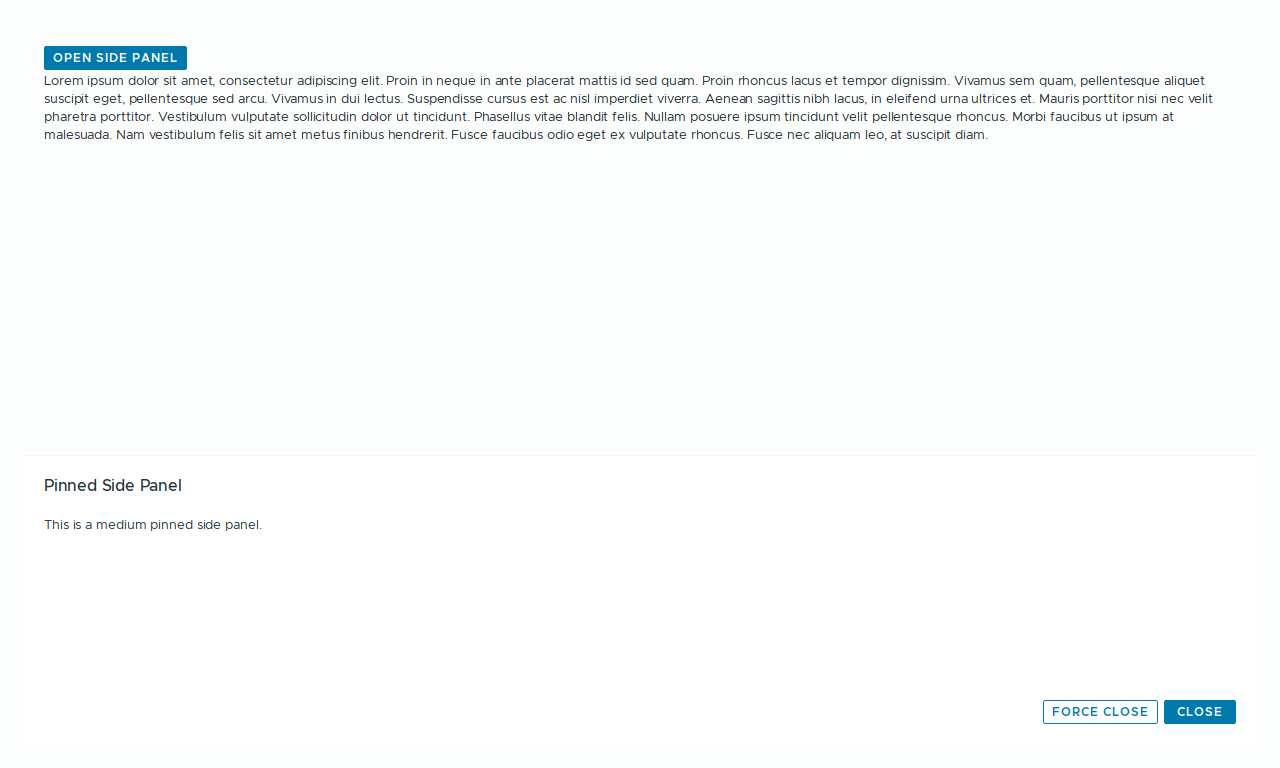 OPEN SIDE PANEL
Lorem ipsum dolor sit amet, consectetur adipiscing elit. Proin in neque in ante placerat mattis id sed quam. Proin rhoncus lacus et tempor dignissim. Vivamus sem quam, pellentesque aliquet
suscipit eget, pellentesque sed arcu. Vivamus in dui lectus. Suspendisse cursus est ac nisl imperdiet viverra. Aenean sagittis nibh lacus, in eleifend urna ultrices et. Mauris porttitor nisi nec velit
pharetra porttitor. Vestibulum vulputate sollicitudin dolor ut tincidunt. Phasellus vitae blandit felis. Nullam posuere ipsum tincidunt velit pellentesque rhoncus. Morbi faucibus ut ipsum at
malesuada. Nam vestibulum felis sit amet metus finibus hendrerit. Fusce faucibus odio eget ex vulputate rhoncus. Fusce nec aliquam leo, at suscipit diam.
Pinned Side Panel
This is a medium pinned side panel.
FORCE CLOSE CLOSE